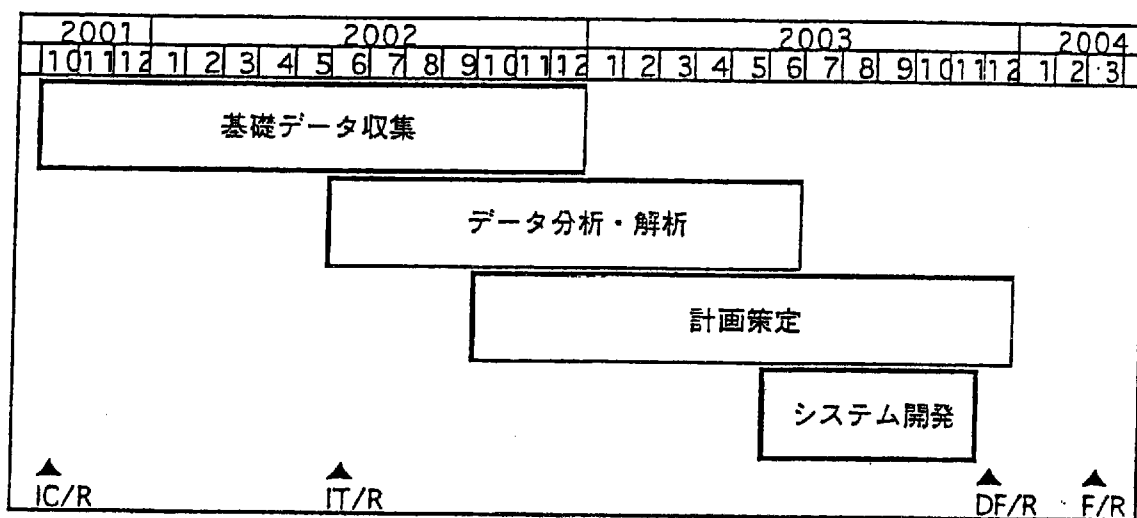 2001 2002 2003 2004
10 11 12 1 2 3 4 5 6 7 8 9 10 11 12 1 2 3 4 5 6 7 8 9 10 11 12 1 2 3
基礎データ収集
データ分析・解析
計画策定
システム開発
IC/R IT/R DF/R F/R